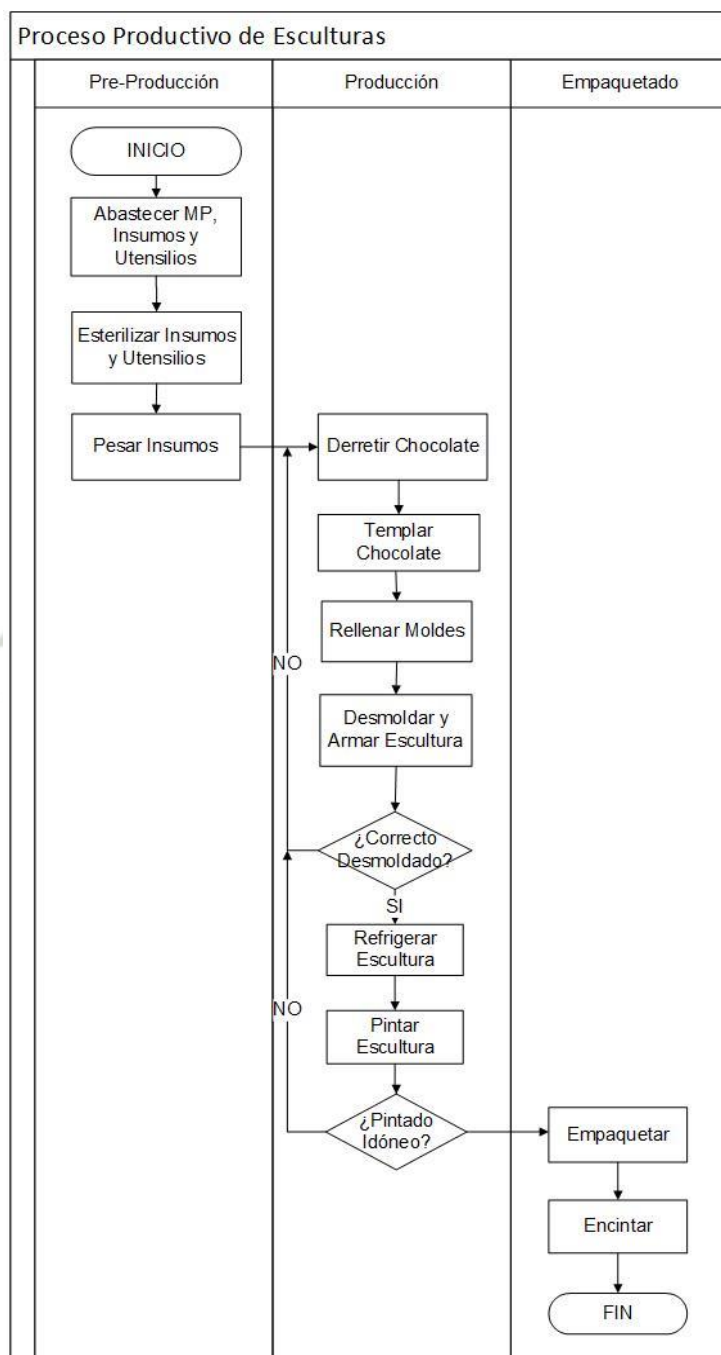 Proceso Productivo de Esculturas
Pre-Producción
Producción
Empaquetado
INICIO
Abastecer MP,
Insumos y
Utensilios
Esterilizar Insumos
y Utensilios
Pesar Insumos
Derretir Chocolate
Templar
Chocolate
Rellenar Moldes
NO
Desmoldar y
Armar Escultura
¿Correcto
Desmoldado?
SI
Refrigerar
Escultura
NO
Pintar
Escultura
¿Pintado
Idóneo?
Empaquetar
Encintar
FIN